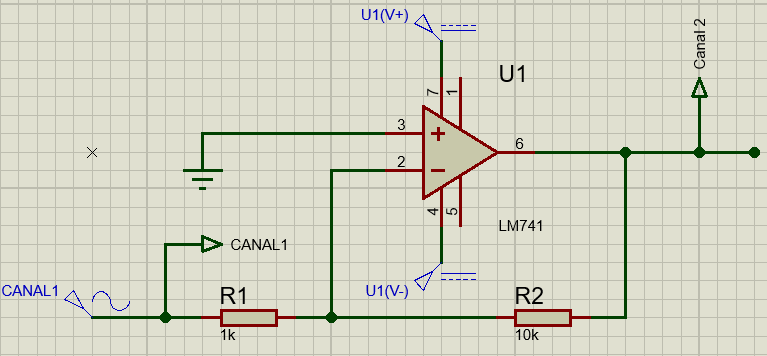 U1(V+)
Canal 2
U1
7
1
3
+
2
−
6
4
5
LM741
CANAL1
U1(V-)
CANAL1
R1
1k
R2
10k